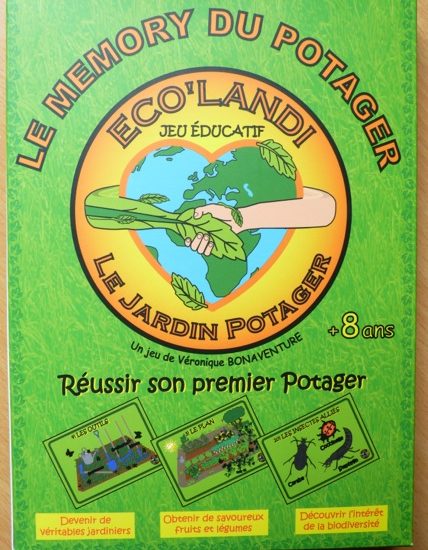 LE MEMORY DU POTAGER
ECO'LANDI
JEU ÉDUCATIF
LE JARDIN POTAGER
+8 ans
Un jeu de Véronique BONAVENTURE
Réussir son premier Potager
LES OUTILS
LE PLAN
LES INSECTES ALLIÉS
Coccinelle
Carabe
Devenir de
véritables jardiniers
Obtenir de savoureux
fruits et légumes
Découvrir l'intérêt
de la biodiversité